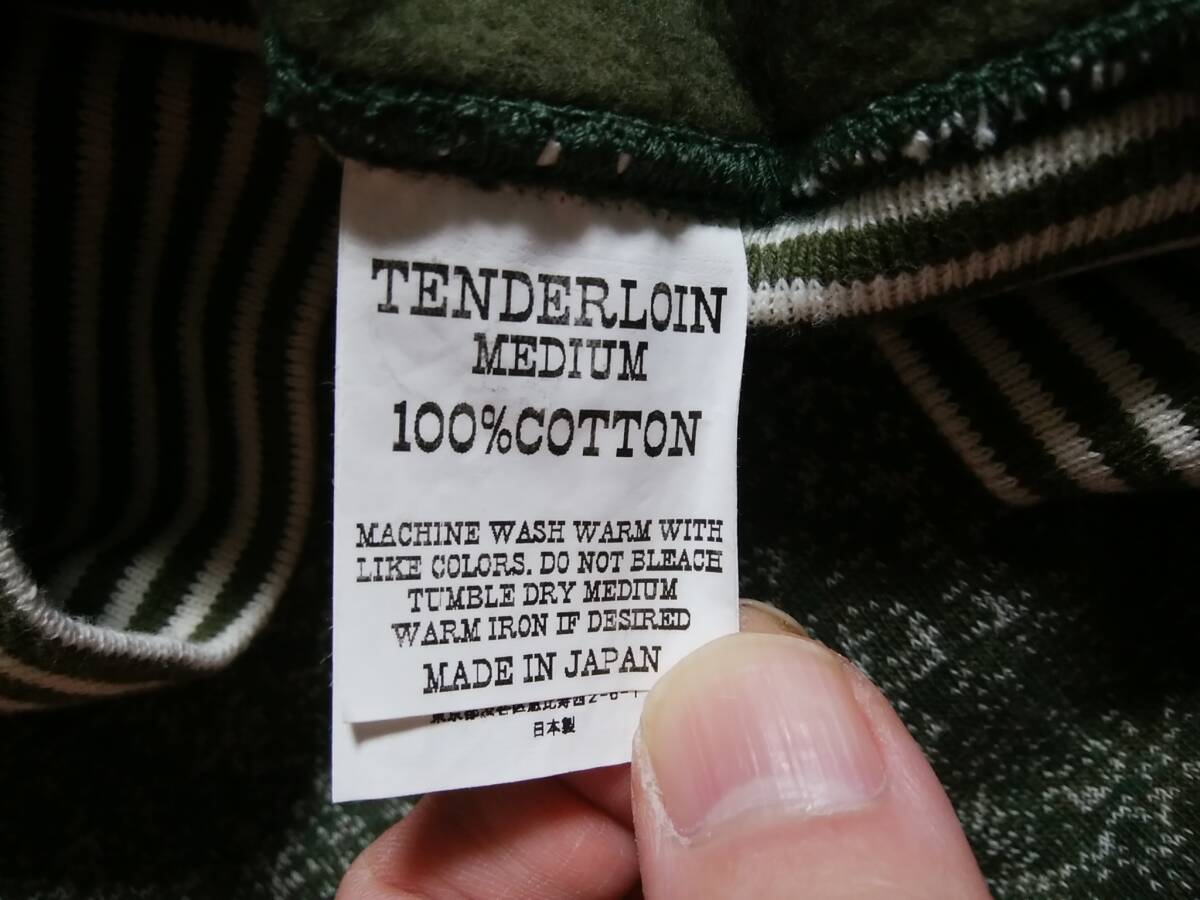 TENDERLOIN
MEDIUM
100%COTTON
MACHINE WASH WARM WITH
LIKE COLORS. DO NOT BLEACH
TUMBLE DRY MEDIUM
WARM IRON IF DESIRED
MADE IN JAPAN
日本製